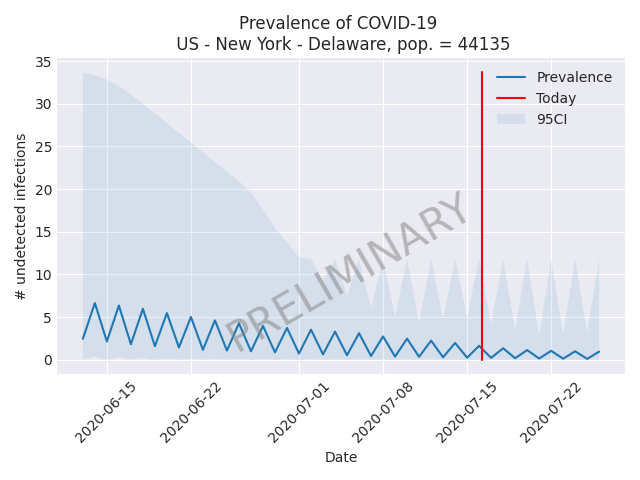 Prevalence of COVID-19
US - New York - Delaware, pop. = 44135
35
30
25
20
15
10
5
0
# undetected infections
Prevalence
Today
95CI
PRELIMINARY
2020-06-15
2020-06-22
2020-07-01
2020-07-08
2020-07-15
2020-07-22
Date